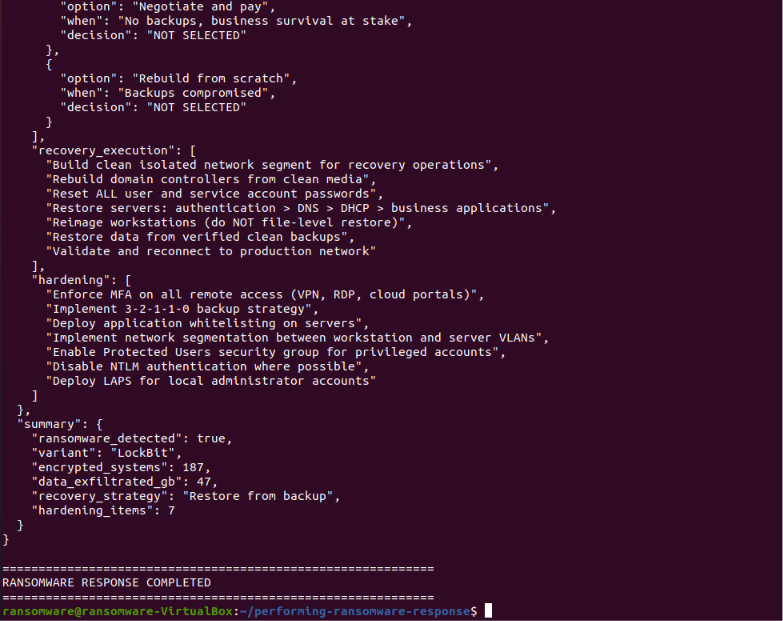 "option": "Negotiate and pay",
"when": "No backups, business survival at stake",
"decision": "NOT SELECTED"
},
{
"option": "Rebuild from scratch",
"when": "Backups compromised",
"decision": "NOT SELECTED"
}
],
"recovery_execution": [
"Build clean isolated network segment for recovery operations",
"Rebuild domain controllers from clean media",
"Reset ALL user and service account passwords",
"Restore servers: authentication > DNS > DHCP > business applications",
"Reimage workstations (do NOT file-level restore)",
"Restore data from verified clean backups",
"Validate and reconnect to production network"
],
"hardening": [
"Enforce MFA on all remote access (VPN, RDP, cloud portals)",
"Implement 3-2-1-1-0 backup strategy",
"Deploy application whitelisting on servers",
"Implement network segmentation between workstation and server VLANs",
"Enable Protected Users security group for privileged accounts",
"Disable NTLM authentication where possible",
"Deploy LAPS for local administrator accounts"
]
},
"summary": {
"ransomware_detected": true,
"variant": "LockBit",
"encrypted_systems": 187,
"data_exfiltrated_gb": 47,
"recovery_strategy": "Restore from backup",
"hardening_items": 7
}
}
============================================================
RANSOMWARE RESPONSE COMPLETED
============================================================
ransomware@ransomware-VirtualBox:~/performing-ransomware-response$